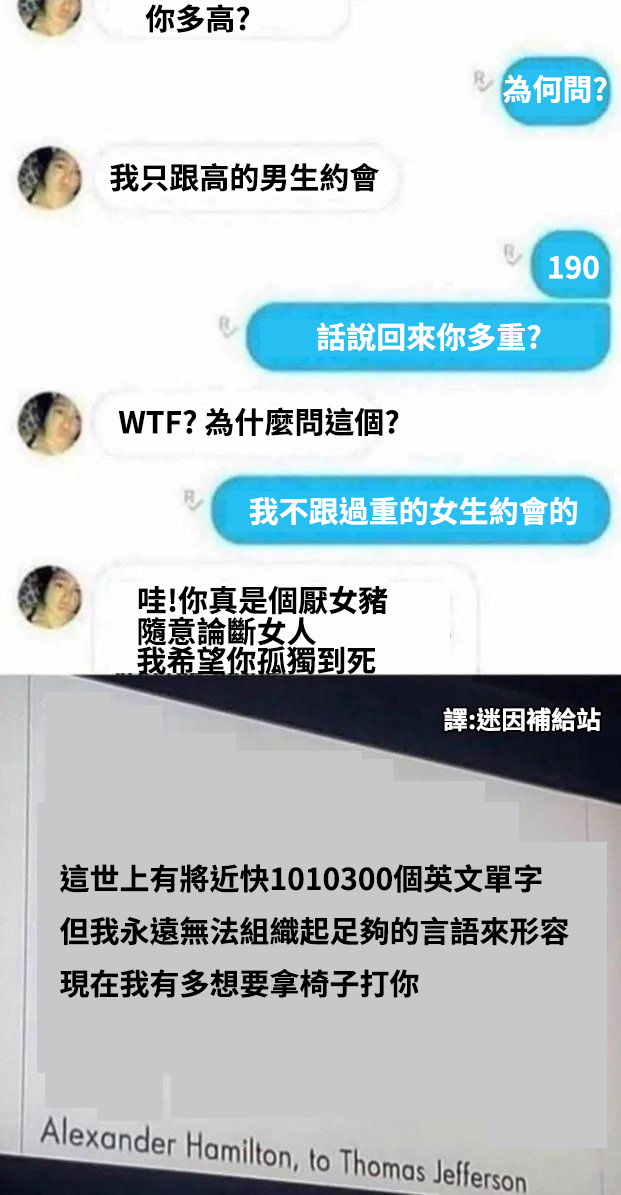 你多高?
為何問?
我只跟高的男生約會
190
話說回來你多重?
WTF? 為什麼問這個?
我不跟過重的女生約會的
哇!你真是個厭女豬
隨意論斷女人
我希望你孤獨到死
譯:迷因補給站
這世上有將近快1010300個英文單字
但我永遠無法組織起足夠的言語來形容
現在我有多想要拿椅子打你
Alexander Hamilton, to Thomas Jefferson